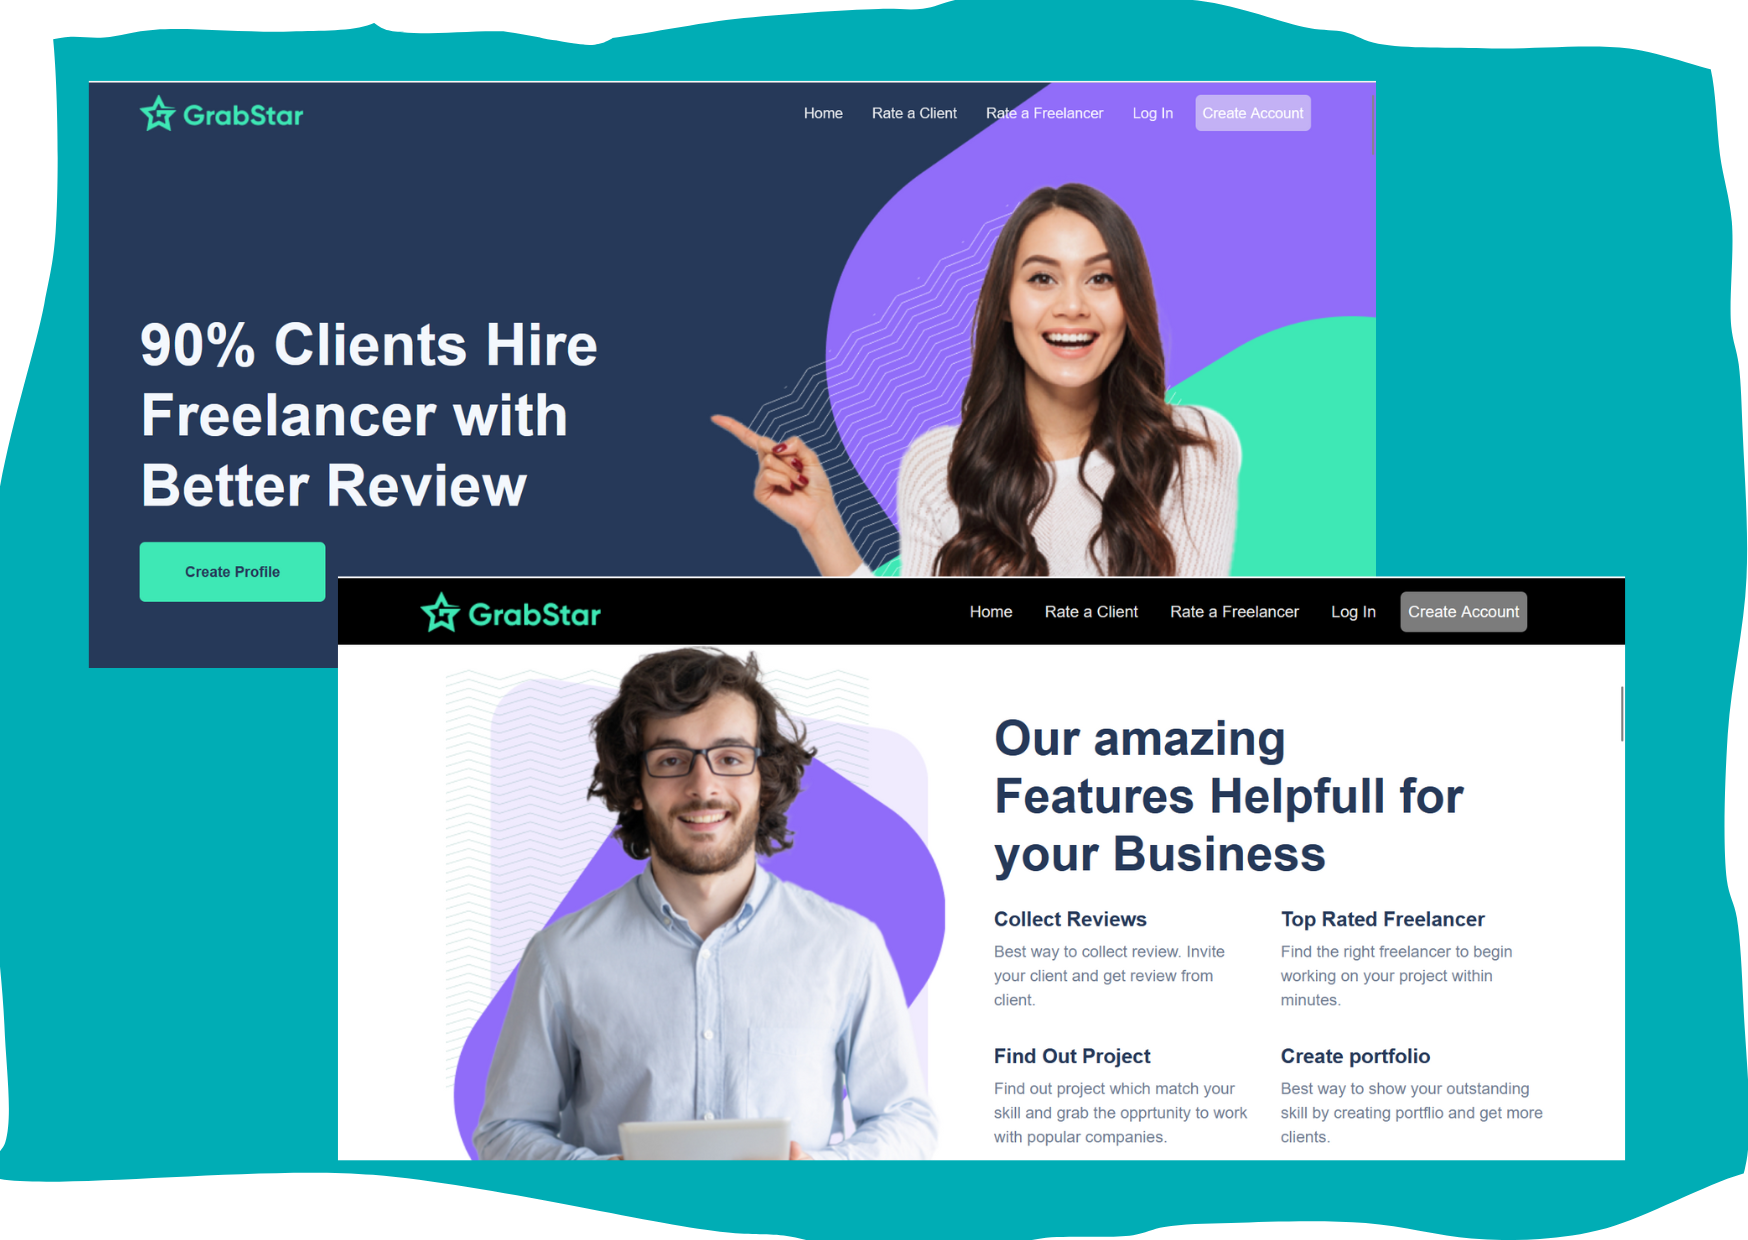 GrabStar
Home Rate a Client Rate a Freelancer Log In Create Account
90% Clients Hire
Freelancer with
Better Review
Create Profile
GrabStar
Home Rate a Client Rate a Freelancer Log In Create Account
Our amazing
Features Helpfull for
your Business
Collect Reviews
Best way to collect review. Invite
your client and get review from
client.
Top Rated Freelancer
Find the right freelancer to begin
working on your project within
minutes.
Find Out Project
Find out project which match your
skill and grab the opprtunity to work
with popular companies.
Create portfolio
Best way to show your outstanding
skill by creating portflio and get more
clients.